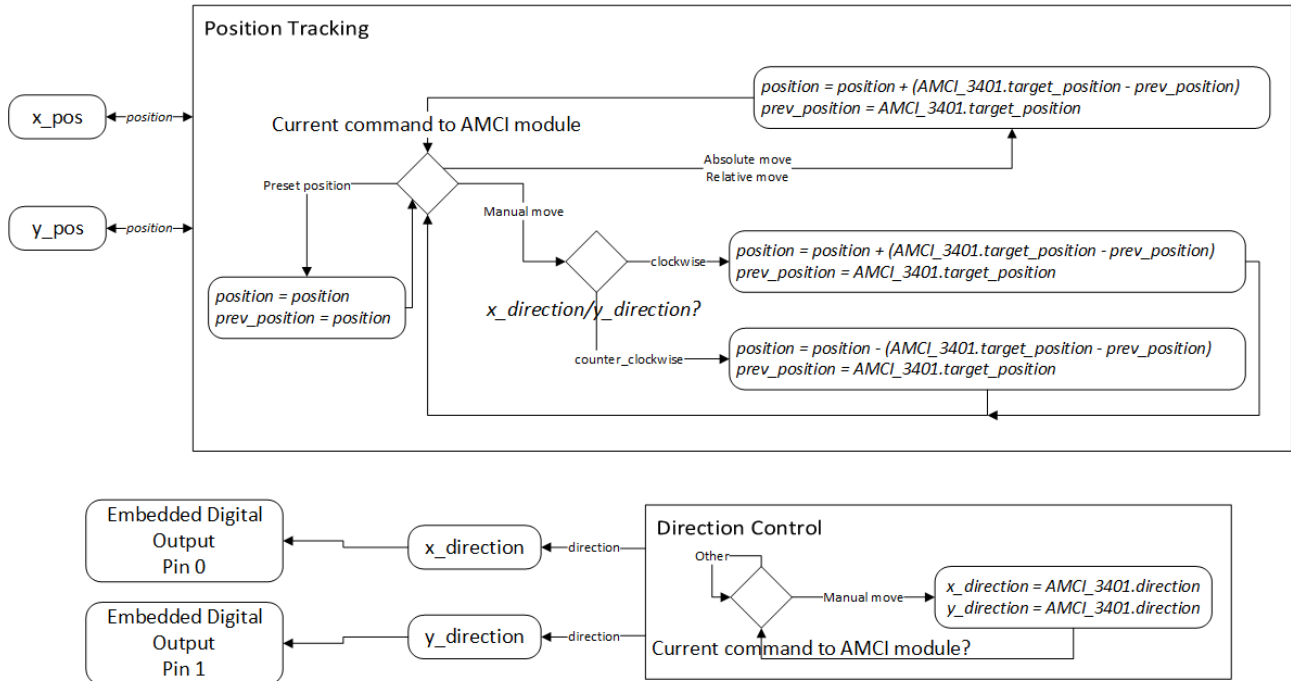 Position Tracking
position = position + (AMCI_3401.target_position - prev_position)
prev_position = AMCI_3401.target_position
x_pos
position
Current command to AMCI module
Absolute move
Relative move
Preset position
Manual move
y_pos
position
position = position + (AMCI_3401.target_position - prev_position)
prev_position = AMCI_3401.target_position
clockwise
position = position
prev_position = position
x_direction/y_direction?
counter_clockwise
position = position - (AMCI_3401.target_position - prev_position)
prev_position = AMCI_3401.target_position
Embedded Digital
Output
Pin 0
x_direction
direction
Direction Control
Other
Manual move
x_direction = AMCI_3401.direction
y_direction = AMCI_3401.direction
Embedded Digital
Output
Pin 1
y_direction
direction
Current command to AMCI module?